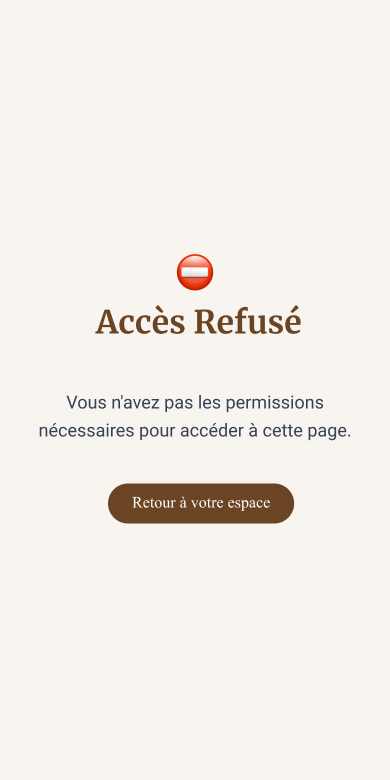 Accès Refusé
Vous n'avez pas les permissions
nécessaires pour accéder à cette page.
Retour à votre espace